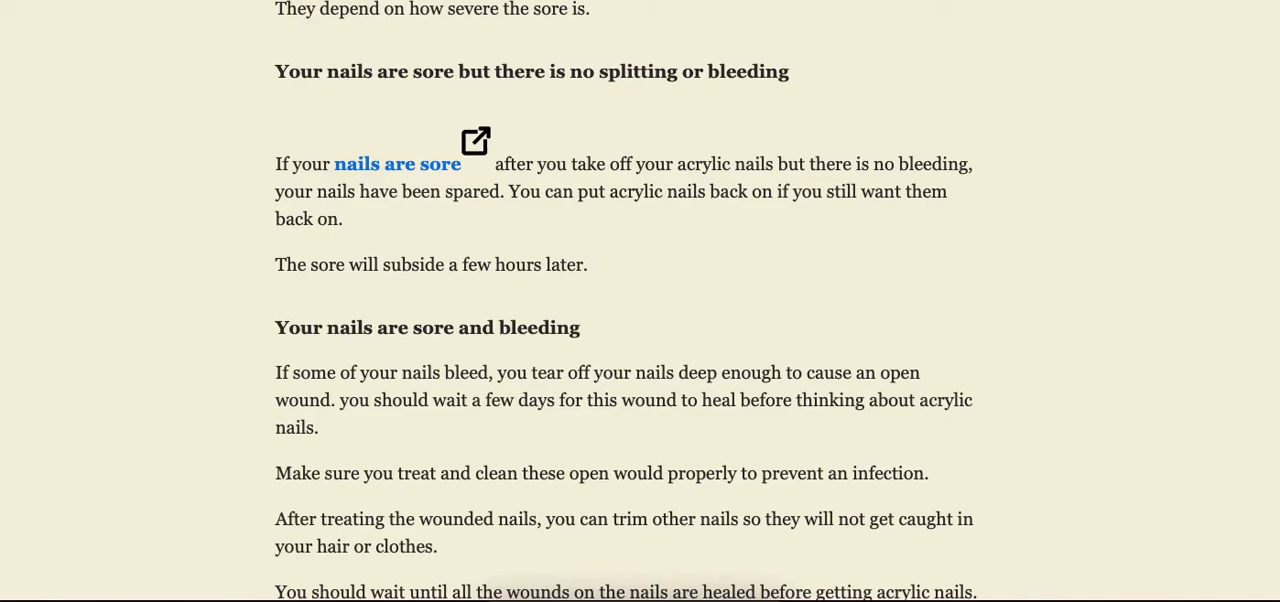 They depend on how severe the sore is.
Your nails are sore but there is no splitting or bleeding
If your nails are sore after you take off your acrylic nails but there is no bleeding,
your nails have been spared. You can put acrylic nails back on if you still want them
back on.
The sore will subside a few hours later.
Your nails are sore and bleeding
If some of your nails bleed, you tear off your nails deep enough to cause an open
wound. you should wait a few days for this wound to heal before thinking about acrylic
nails.
Make sure you treat and clean these open would properly to prevent an infection.
After treating the wounded nails, you can trim other nails so they will not get caught in
your hair or clothes.
You should wait until all the wounds on the nails are healed before getting acrylic nails.